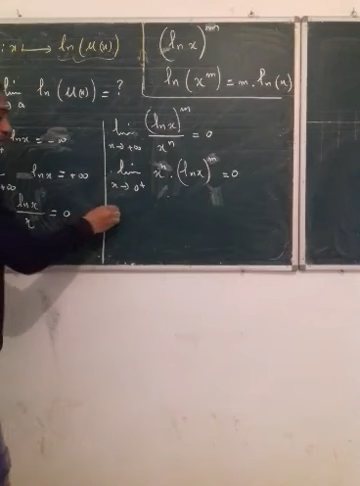 : x ⟼ ln(u(x))
lim ln(u(x)) = ?
→ a
(ln x)^m
ln(x^m) = m · ln(x)
ln x = -∞
ln x = +∞
+∞
ln x / x = 0
lim (ln x)^m / x^n = 0
x → +∞
lim x^n · (ln x)^m = 0
x → 0⁺